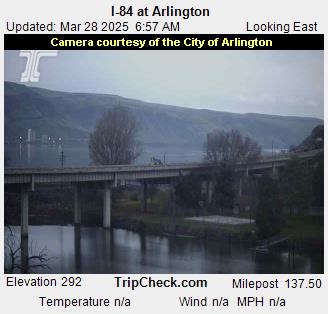 I-84 at Arlington
Updated: Mar 28 2025 6:57 AM Looking East
Camera courtesy of the City of Arlington
Elevation 292 TripCheck.com Milepost 137.50
Temperature n/a Wind n/a MPH n/a